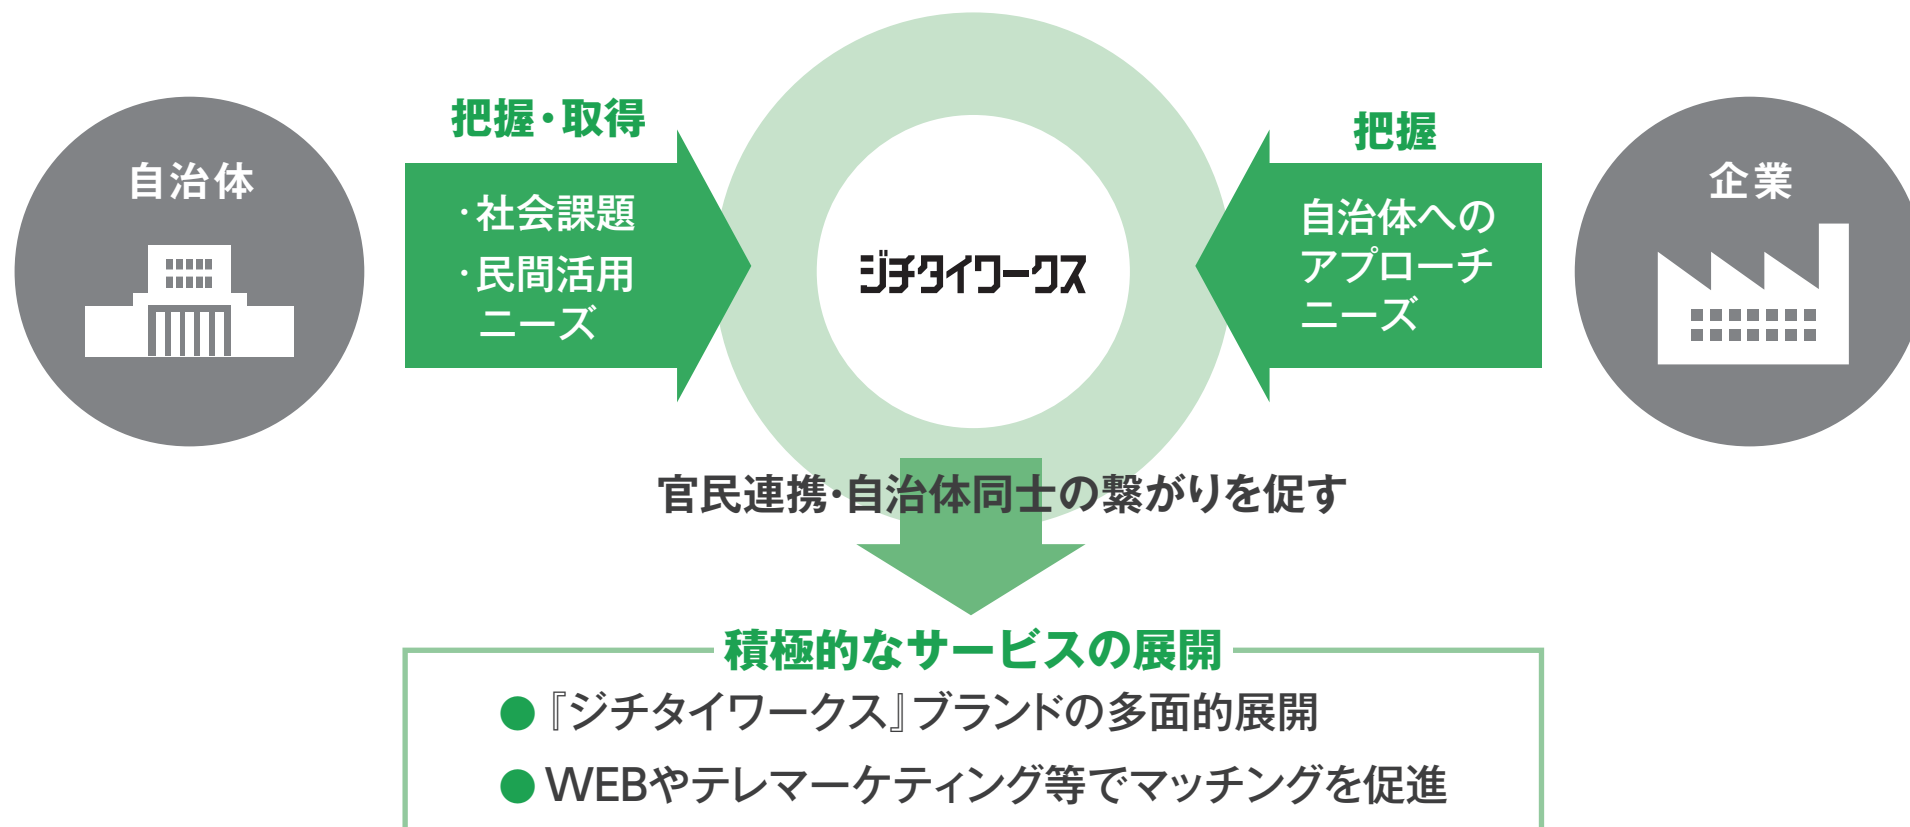 自治体
把握・取得
・社会課題
・民間活用
ニーズ
ジチタイワークス
把握
自治体への
アプローチ
ニーズ
企業
官民連携・自治体同士の繋がりを促す
積極的なサービスの展開
●『ジチタイワークス』ブランドの多面的展開
●WEBやテレマーケティング等でマッチングを促進